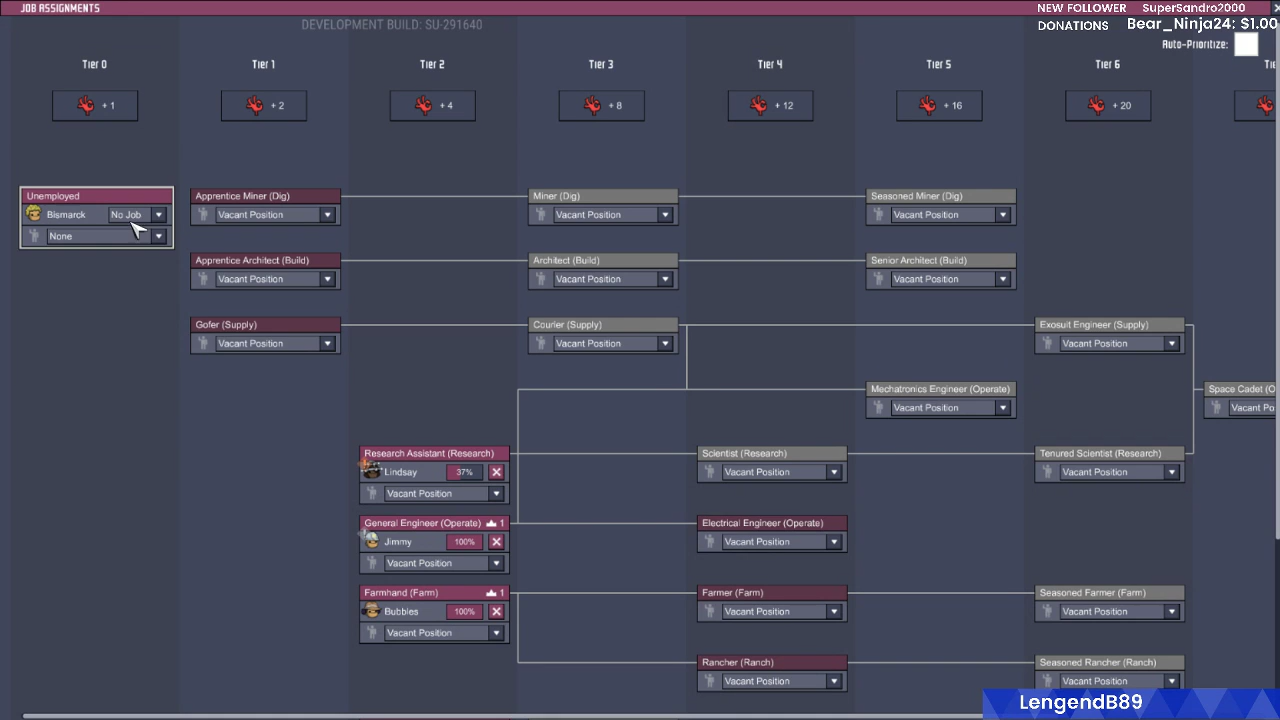 JOB ASSIGNMENTS
NEW FOLLOWER SuperSandro2000
DEVELOPMENT BUILD: SU-291640
DONATIONS Bear_Ninja24: $1.00
Auto-Prioritize:
Tier 0 Tier 1 Tier 2 Tier 3 Tier 4 Tier 5 Tier 6
+ 1 + 2 + 4 + 8 + 12 + 16 + 20
Unemployed Apprentice Miner (Dig) Miner (Dig) Seasoned Miner (Dig)
Bismarck No Job Vacant Position Vacant Position Vacant Position
None
Apprentice Architect (Build) Architect (Build) Senior Architect (Build)
Vacant Position Vacant Position Vacant Position
Gofer (Supply) Courier (Supply) Exosuit Engineer (Supply)
Vacant Position Vacant Position Vacant Position
Mechatronics Engineer (Operate) Space Cadet (O
Vacant Position Vacant Po
Research Assistant (Research) Scientist (Research) Tenured Scientist (Research)
Lindsay 37% Vacant Position Vacant Position
Vacant Position
General Engineer (Operate) 1 Electrical Engineer (Operate)
Jimmy 100% Vacant Position
Vacant Position
Farmhand (Farm) 1 Farmer (Farm) Seasoned Farmer (Farm)
Bubbles 100% Vacant Position Vacant Position
Vacant Position
Rancher (Ranch) Seasoned Rancher (Ranch)
Vacant Position Vacant Position
LengendB89